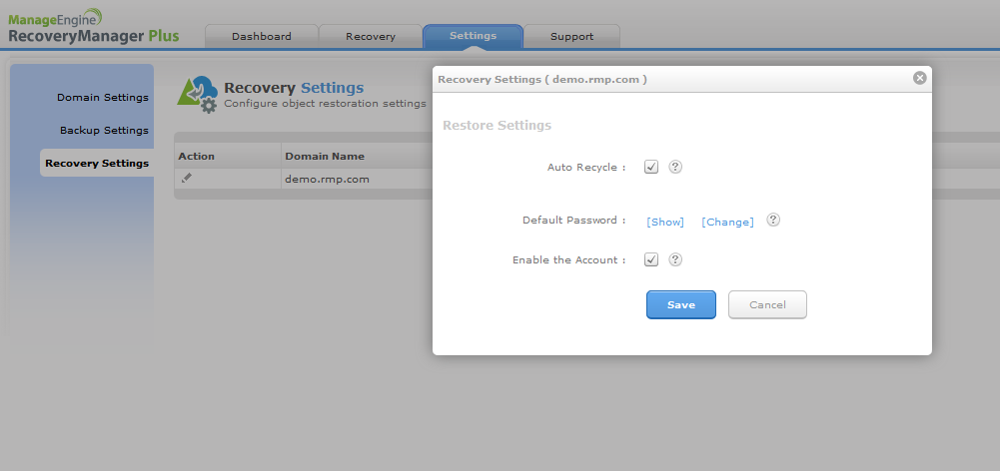 ManageEngine
RecoveryManager Plus
Dashboard
Recovery
Settings
Support
Domain Settings
Backup Settings
Recovery Settings
Recovery Settings
Configure object restoration settings
Action
Domain Name
demo.rmp.com
Recovery Settings ( demo.rmp.com )
Restore Settings
Auto Recycle : ?
Default Password : [Show] [Change] ?
Enable the Account : ?
Save
Cancel